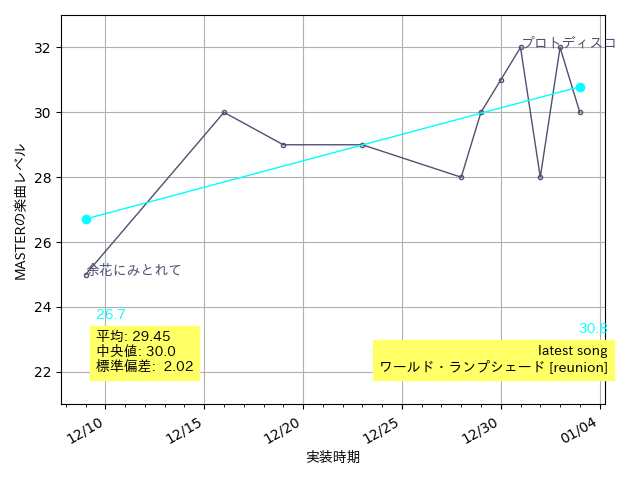 プロトディスコ
32
30
28
26
24
22
MASTERの楽曲レベル
余花にみとれて
26.7
30.8
平均: 29.45
中央値: 30.0
標準偏差: 2.02
latest song
ワールド・ランプシェード [reunion]
12/10
12/15
12/20
12/25
12/30
01/04
実装時期